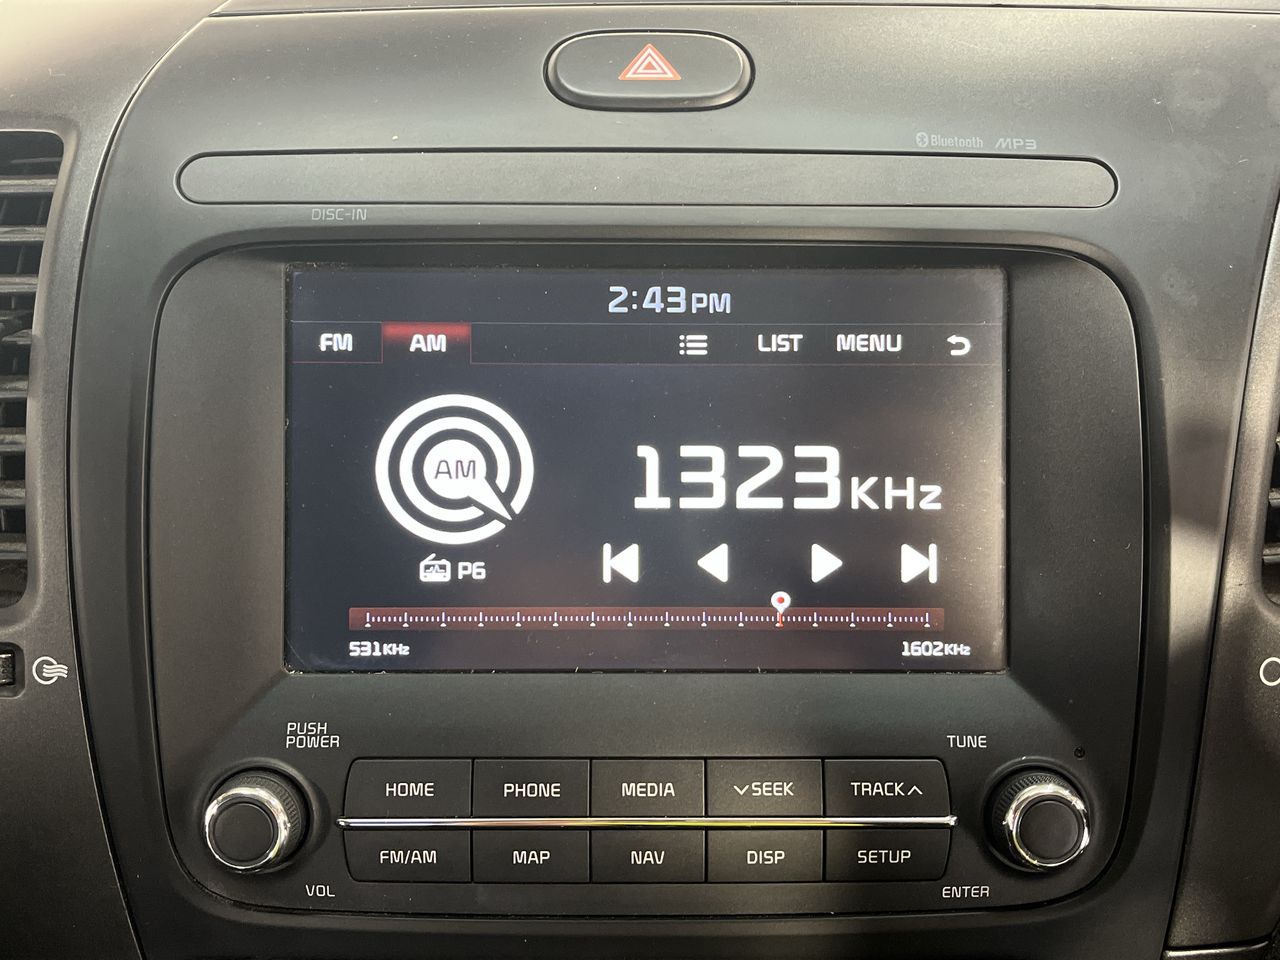 Bluetooth MP3
DISC-IN
2:43PM
FM AM LIST MENU
AM
1323KHz
P6
531KHz 1602KHz
PUSH
POWER
TUNE
HOME PHONE MEDIA SEEK TRACK
FM/AM MAP NAV DISP SETUP
VOL ENTER